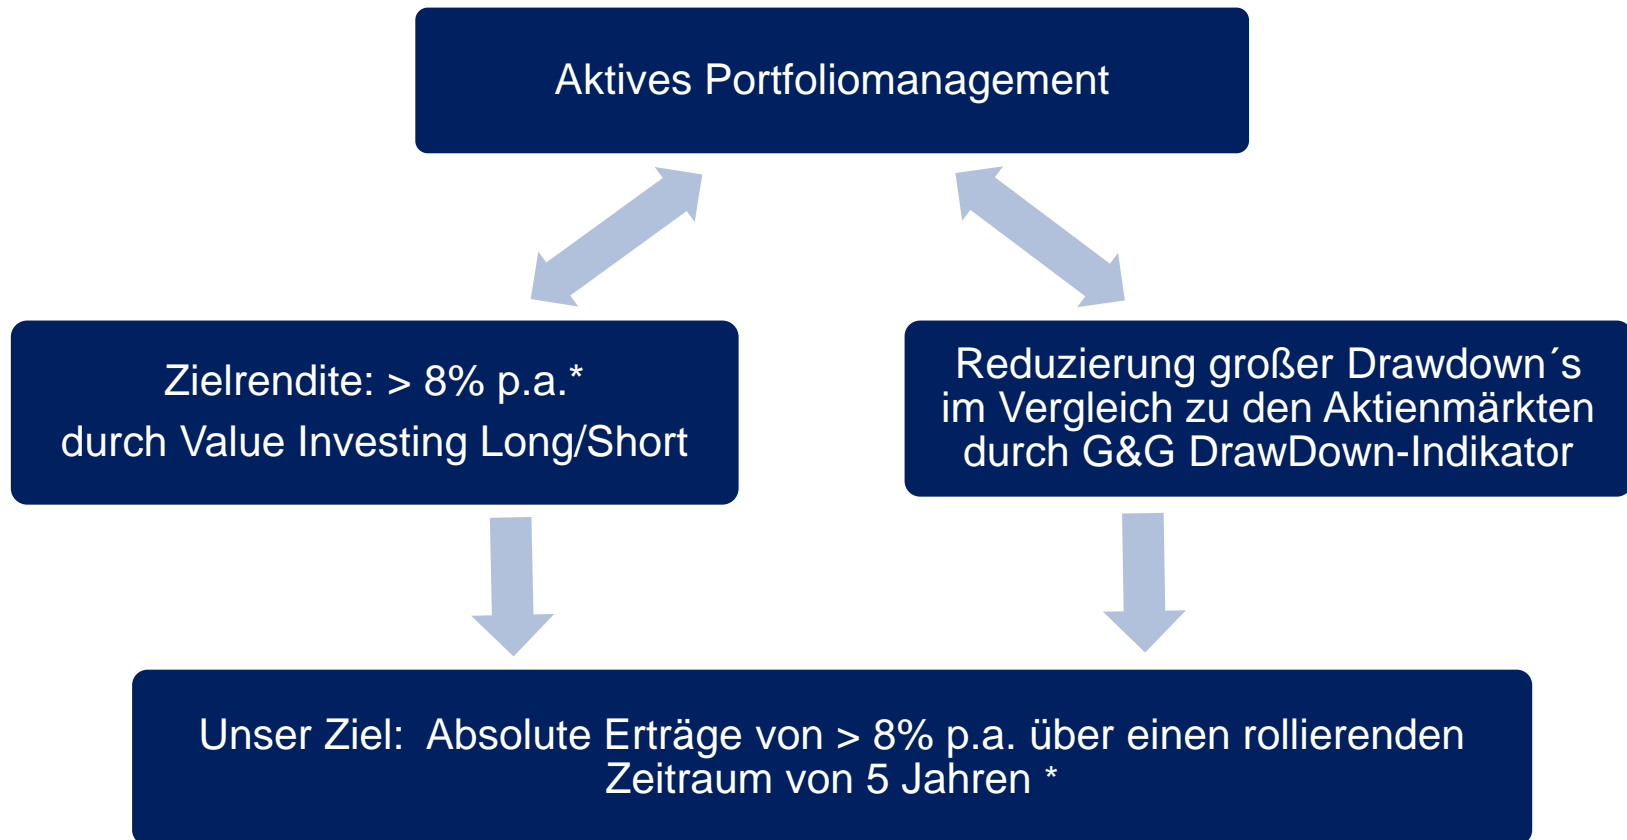 Aktives Portfoliomanagement
Zielrendite: > 8% p.a.*
durch Value Investing Long/Short
Reduzierung großer Drawdown´s
im Vergleich zu den Aktienmärkten
durch G&G DrawDown-Indikator
Unser Ziel:  Absolute Erträge von > 8% p.a. über einen rollierenden
Zeitraum von 5 Jahren *